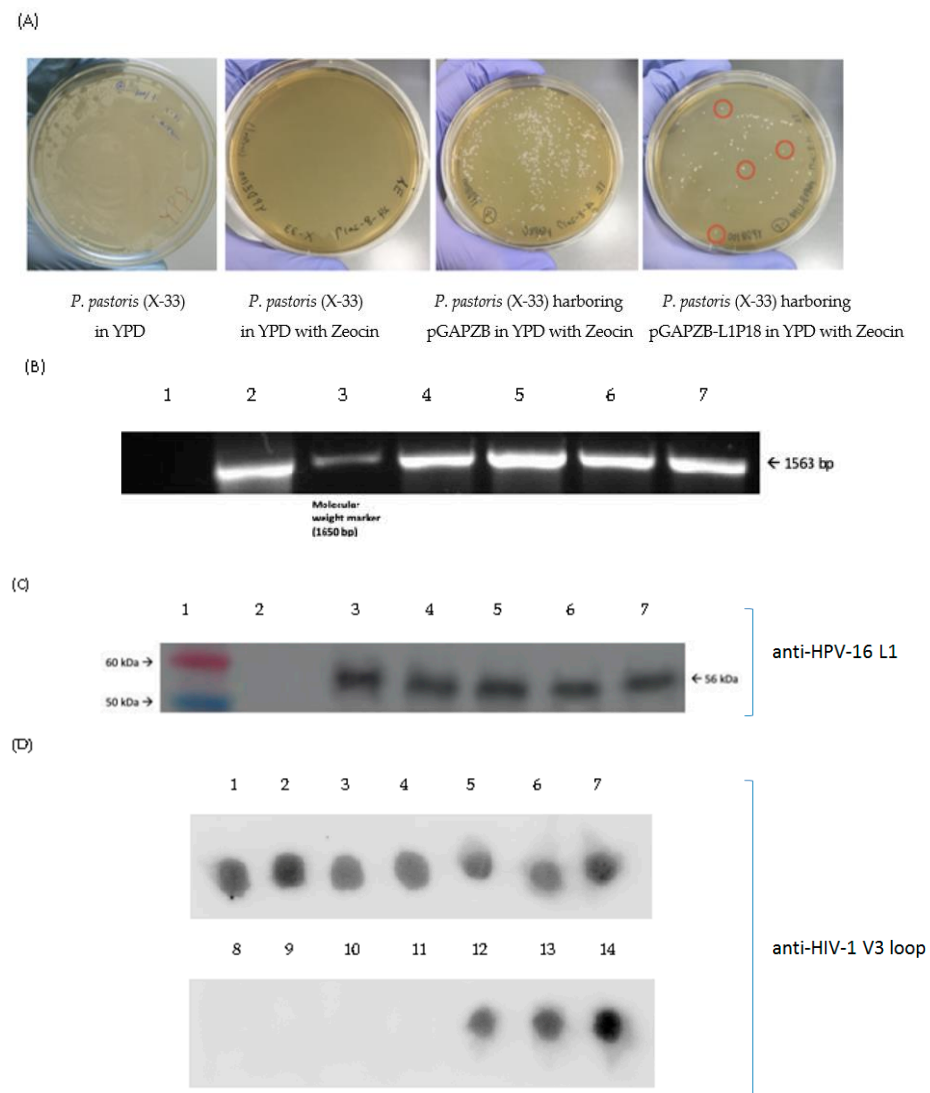 (A)
P. pastoris (X-33)
in YPD
P. pastoris (X-33)
in YPD with Zeocin
P. pastoris (X-33) harboring
pGAPZB in YPD with Zeocin
P. pastoris (X-33) harboring
pGAPZB-L1P18 in YPD with Zeocin
(B)
1 2 3 4 5 6 7
← 1563 bp
Molecular
weight marker
(1650 bp)
(C)
1 2 3 4 5 6 7
60 kDa →
50 kDa →
← 56 kDa
anti-HPV-16 L1
(D)
1 2 3 4 5 6 7
8 9 10 11 12 13 14
anti-HIV-1 V3 loop